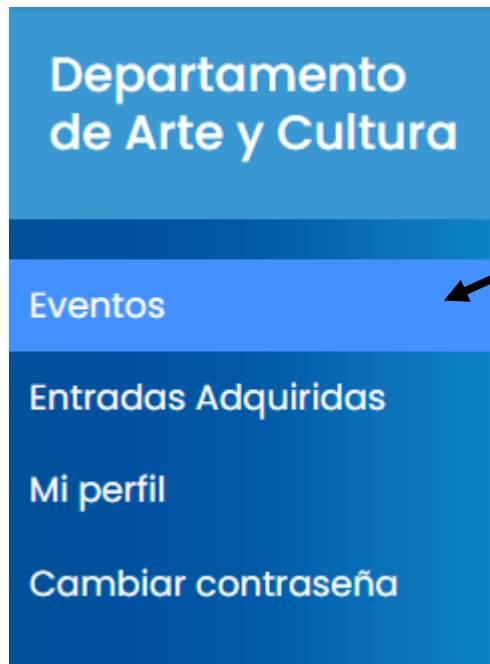 Departamento
de Arte y Cultura
Eventos
Entradas Adquiridas
Mi perfil
Cambiar contraseña